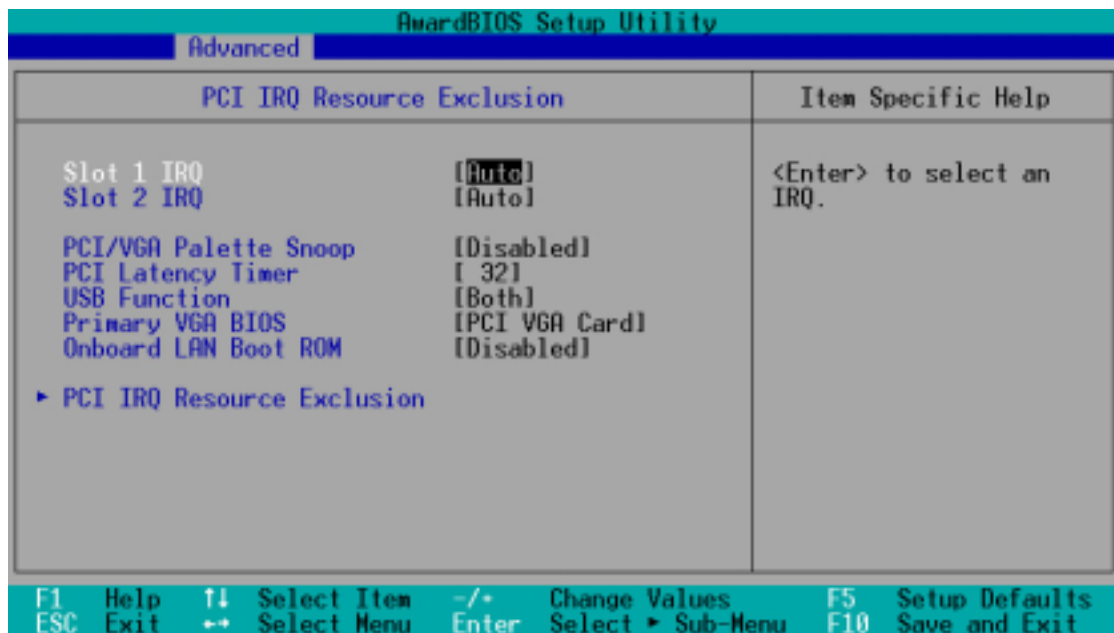 AwardBIOS Setup Utility
Advanced
PCI IRQ Resource Exclusion
Item Specific Help
Slot 1 IRQ [Auto]
Slot 2 IRQ [Auto]
<Enter> to select an
IRQ.
PCI/VGA Palette Snoop [Disabled]
PCI Latency Timer [ 32]
USB Function [Both]
Primary VGA BIOS [PCI VGA Card]
Onboard LAN Boot ROM [Disabled]
▸ PCI IRQ Resource Exclusion
F1 Help ↑↓ Select Item -/+ Change Values F5 Setup Defaults
ESC Exit ←→ Select Menu Enter Select ▸ Sub-Menu F10 Save and Exit